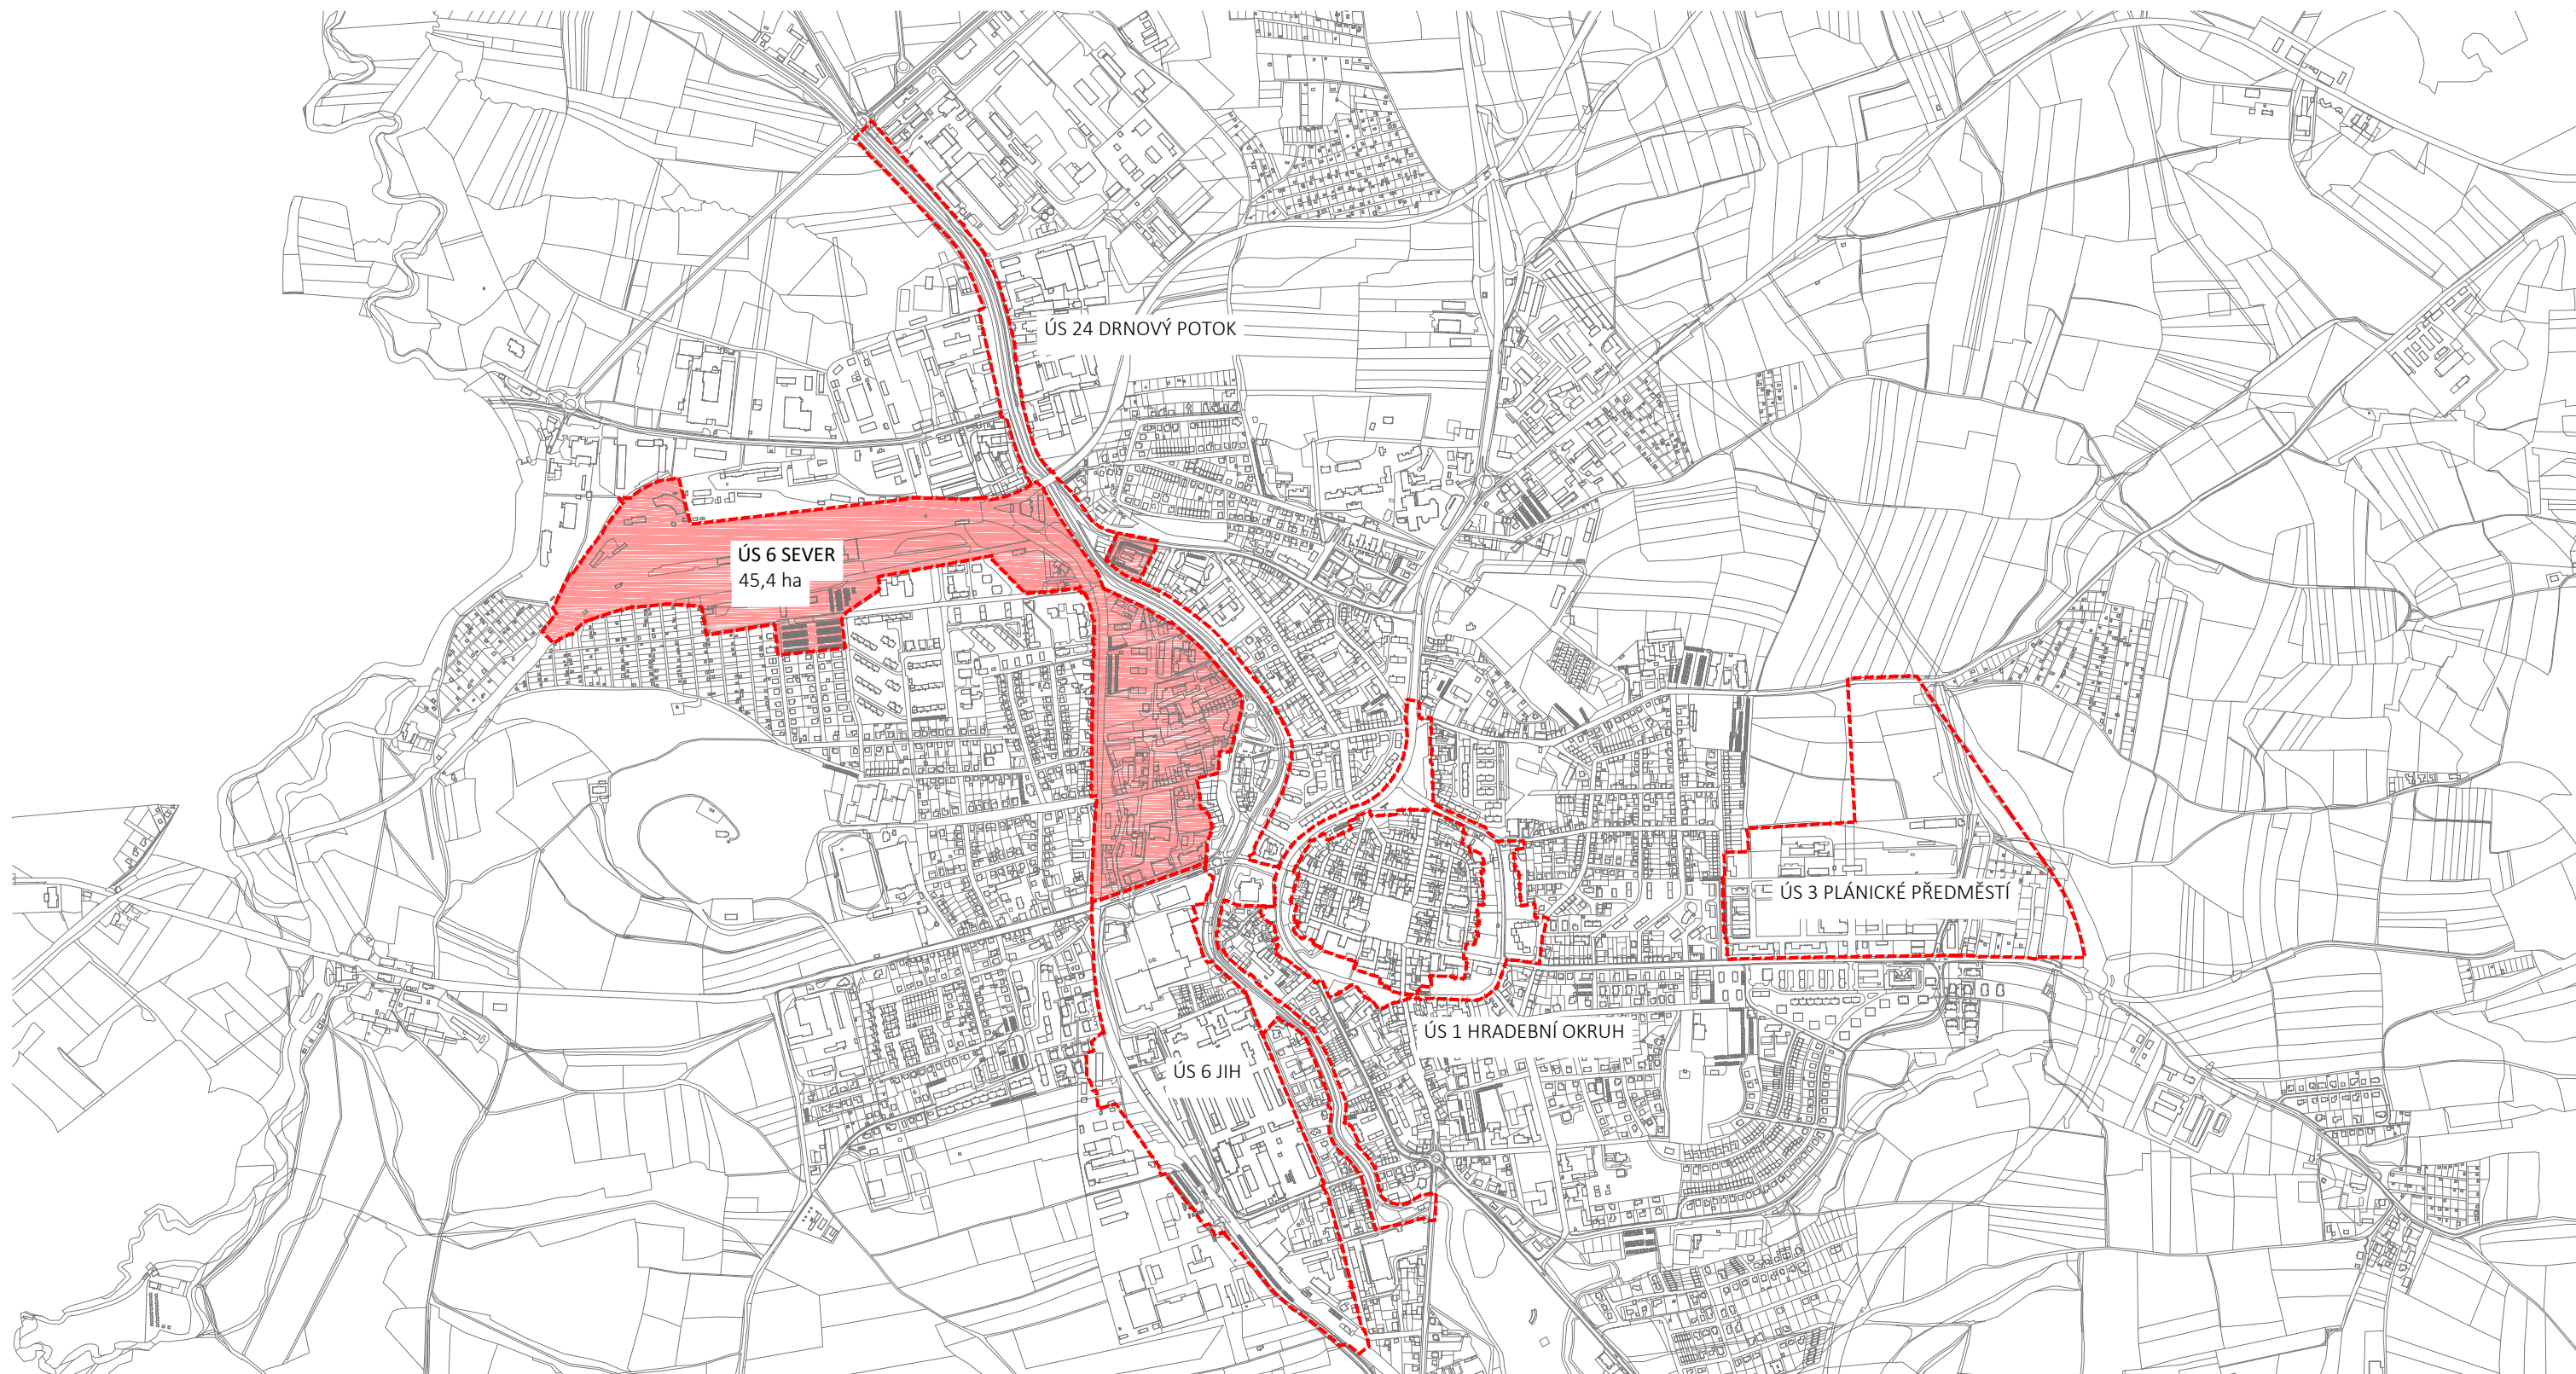 ÚS 24 DRNOVÝ POTOK
ÚS 6 SEVER
45,4 ha
ÚS 3 PLÁNICKÉ PŘEDMĚSTÍ
ÚS 1 HRADEBNÍ OKRUH
ÚS 6 JIH